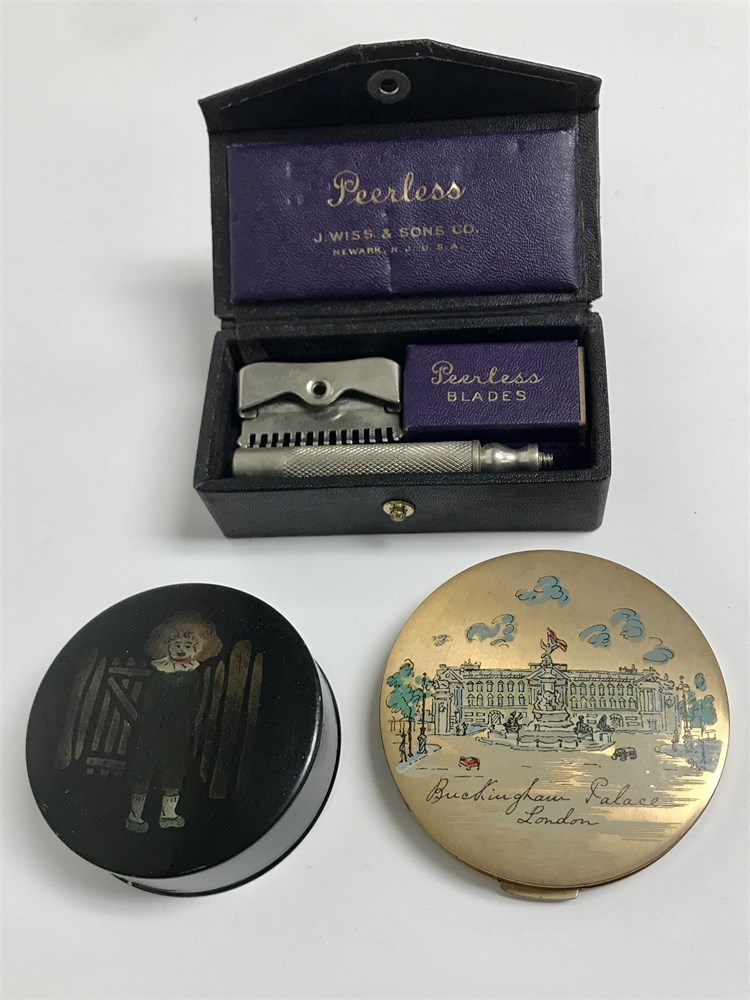 Peerless
J. WISS & SONS CO.
NEWARK, N. J. U. S. A
Peerless
BLADES
Buckingham Palace
London